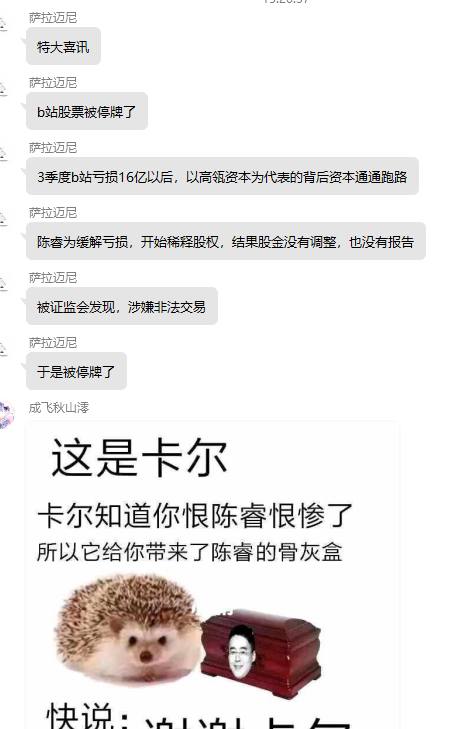 萨拉迈尼
特大喜讯
萨拉迈尼
b站股票被停牌了
萨拉迈尼
3季度b站亏损16亿以后，以高瓴资本为代表的背后资本通通跑路
萨拉迈尼
陈睿为缓解亏损，开始稀释股权，结果股金没有调整，也没有报告
萨拉迈尼
被证监会发现，涉嫌非法交易
萨拉迈尼
于是被停牌了
成飞秋山澪
这是卡尔
卡尔知道你恨陈睿恨惨了
所以它给你带来了陈睿的骨灰盒
快说：谢谢卡尔